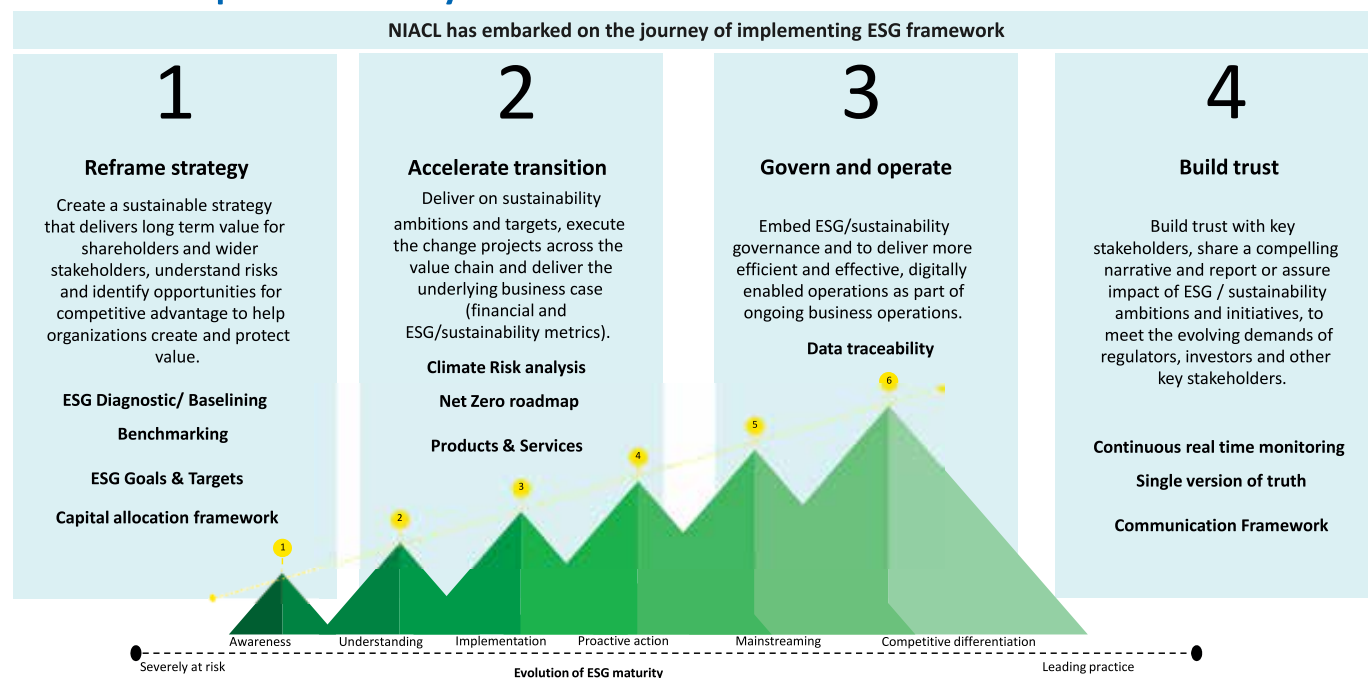 NIACL has embarked on the journey of implementing ESG framework
1
Reframe strategy
Create a sustainable strategy
that delivers long term value for
shareholders and wider
stakeholders, understand risks
and identify opportunities for
competitive advantage to help
organizations create and protect
value.
ESG Diagnostic/ Baselining
Benchmarking
ESG Goals & Targets
Capital allocation framework
2
Accelerate transition
Deliver on sustainability
ambitions and targets, execute
the change projects across the
value chain and deliver the
underlying business case
(financial and
ESG/sustainability metrics).
Climate Risk analysis
Net Zero roadmap
Products & Services
3
Govern and operate
Embed ESG/sustainability
governance and to deliver more
efficient and effective, digitally
enabled operations as part of
ongoing business operations.
Data traceability
4
Build trust
Build trust with key
stakeholders, share a compelling
narrative and report or assure
impact of ESG / sustainability
ambitions and initiatives, to
meet the evolving demands of
regulators, investors and other
key stakeholders.
Continuous real time monitoring
Single version of truth
Communication Framework
1
2
3
4
5
6
Awareness
Understanding
Implementation
Proactive action
Mainstreaming
Competitive differentiation
Severely at risk
Evolution of ESG maturity
Leading practice